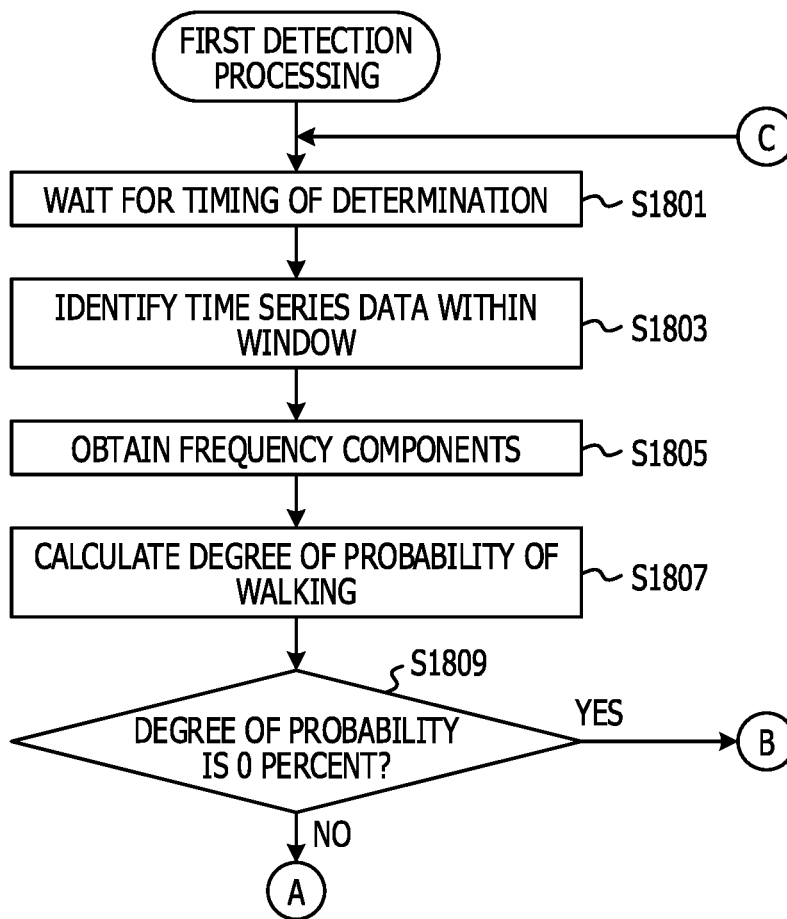 FIRST DETECTION
PROCESSING
C
WAIT FOR TIMING OF DETERMINATION
S1801
IDENTIFY TIME SERIES DATA WITHIN
WINDOW
S1803
OBTAIN FREQUENCY COMPONENTS
S1805
CALCULATE DEGREE OF PROBABILITY OF
WALKING
S1807
S1809
DEGREE OF PROBABILITY
IS 0 PERCENT?
YES
B
NO
A